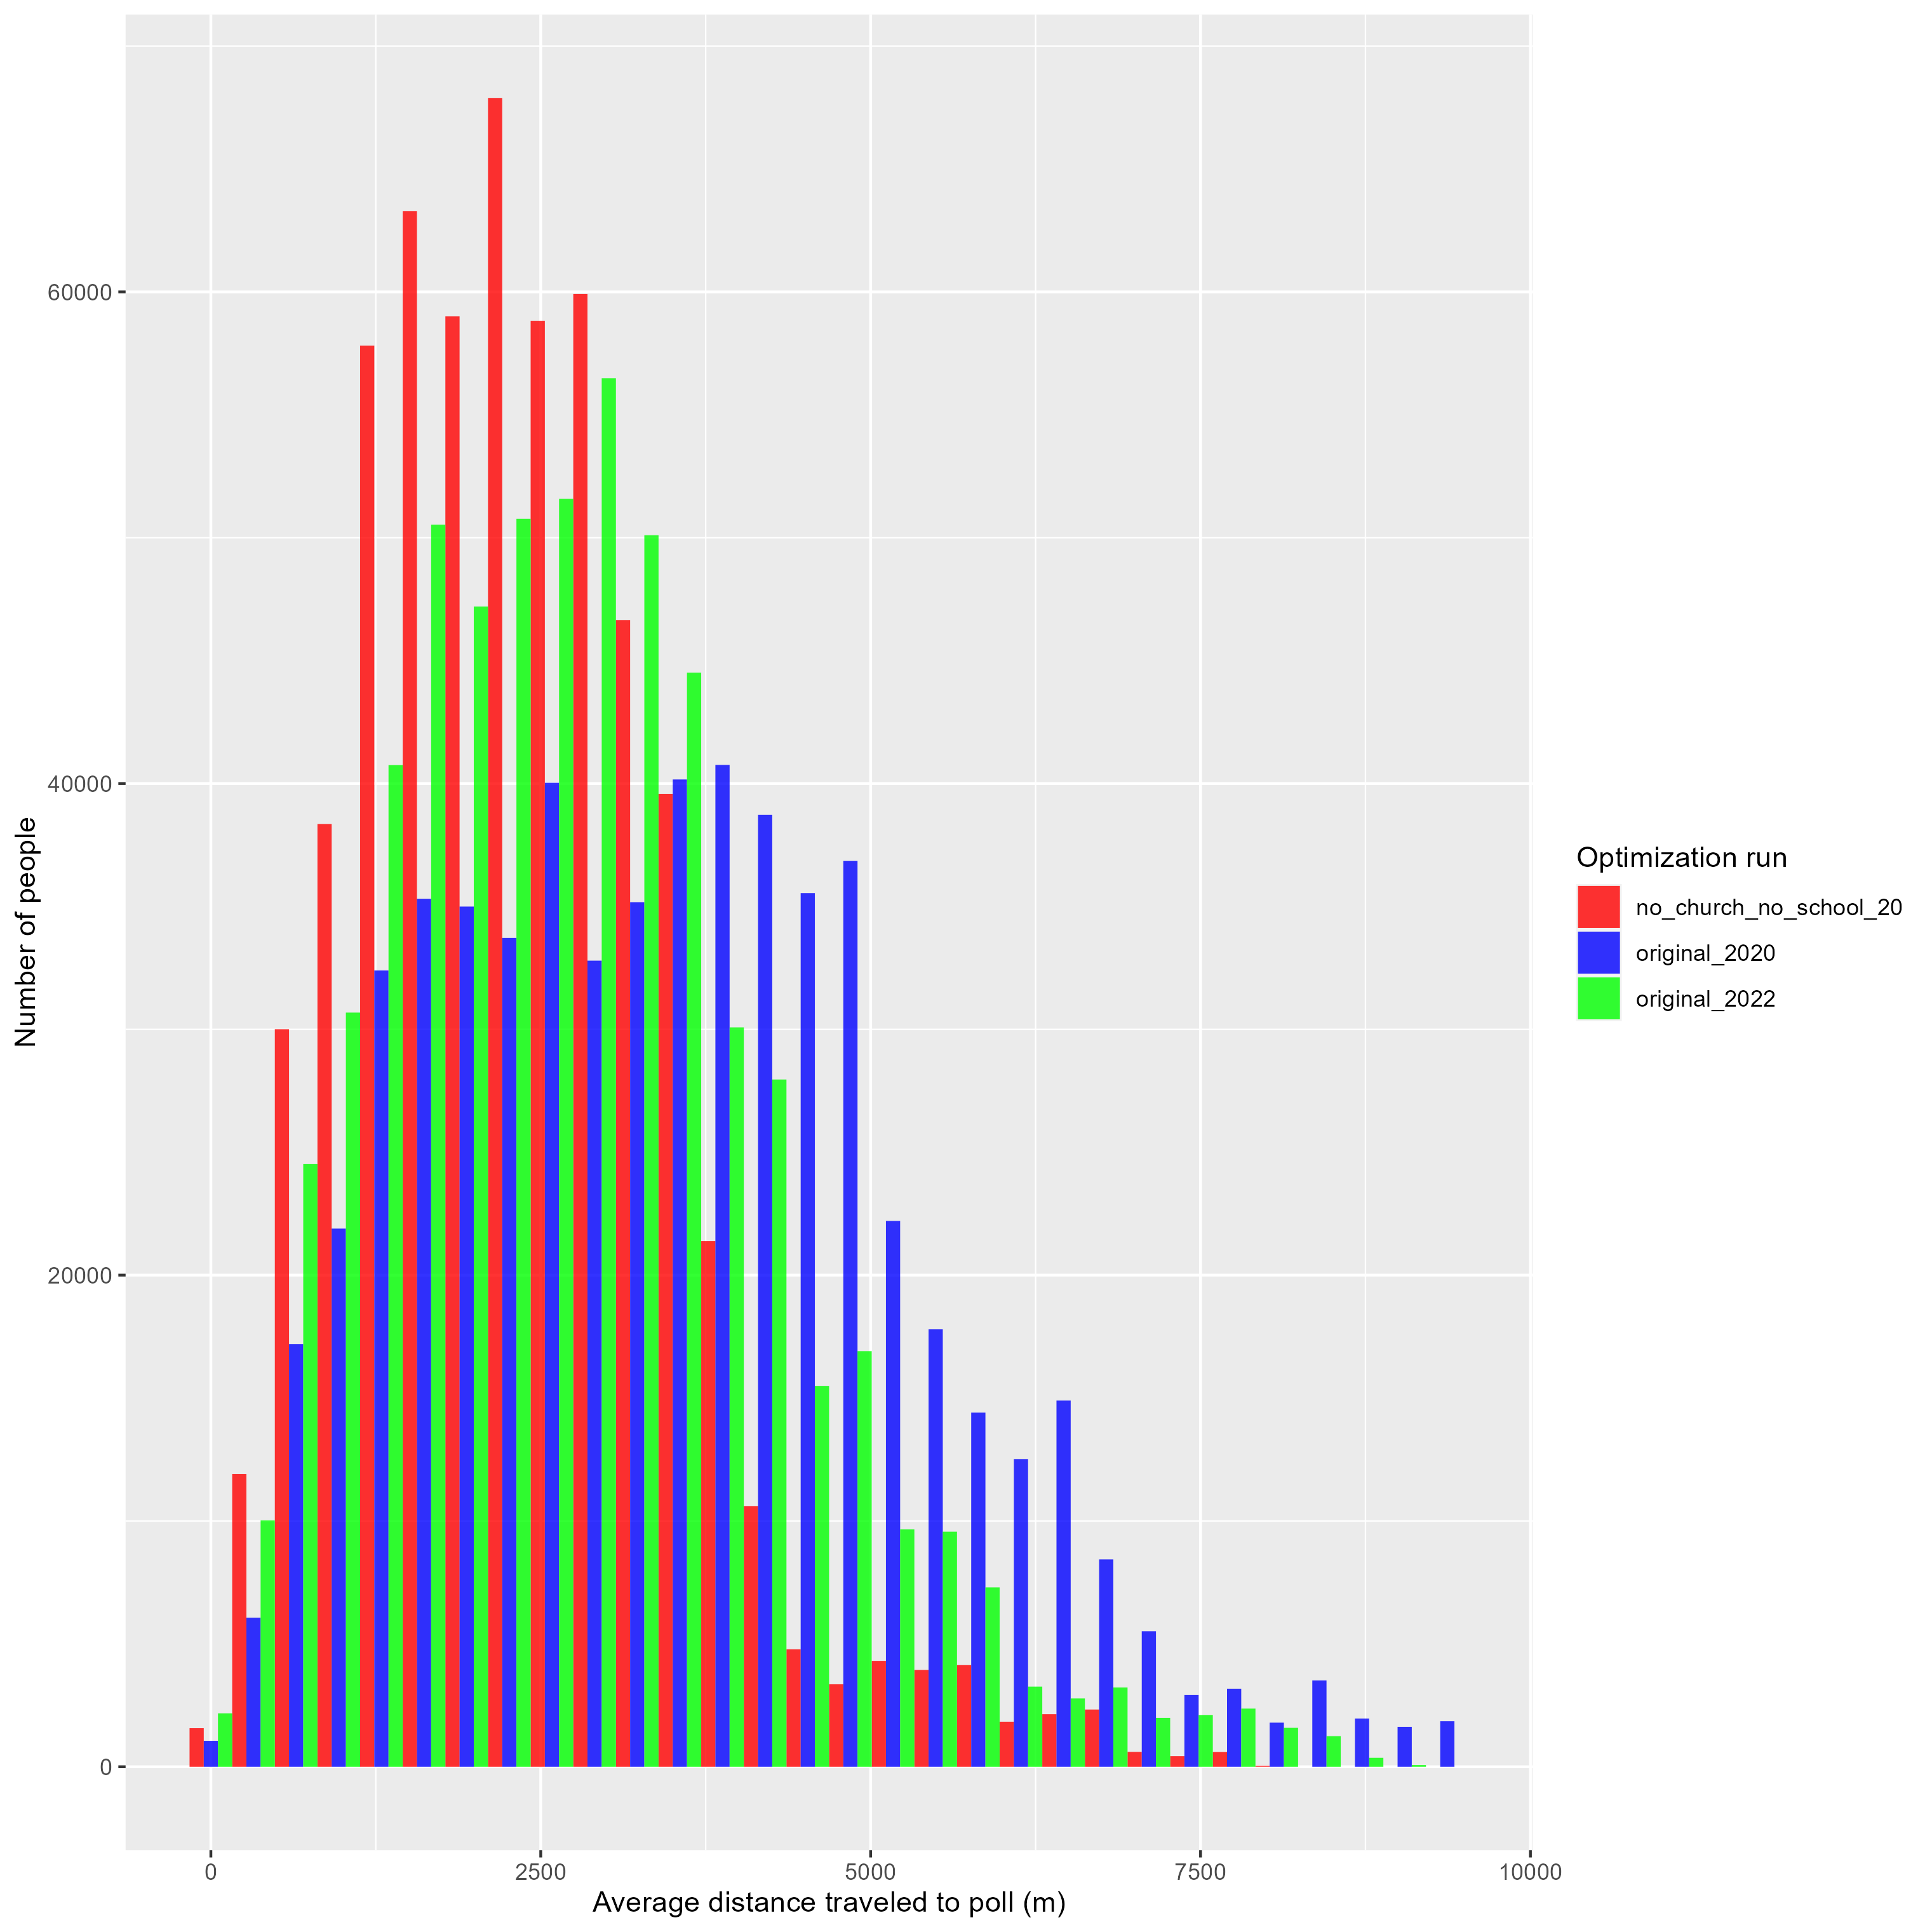 60000
40000
20000
0
Number of people
0 2500 5000 7500 10000
Average distance traveled to poll (m)
Optimization run
no_church_no_school_20
original_2020
original_2022